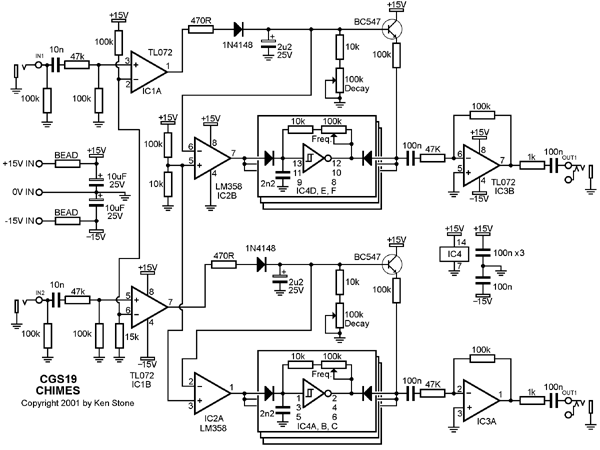 +15V
470R
1N4148
+15V
BC547
100k
TL072
2u2
25V
10k
100k
IN1
10n
47k
3
+
1
2
−
IC1A
100k
Decay
100k
100k
+15V
+15V
100k
10k
100k
Freq.
100k
100n
47K
+15V
+15V IN
BEAD
+15V
10uF
25V
0V IN
10uF
25V
-15V IN
BEAD
−15V
6
−
8
7
5
+
4
LM358
IC2B
−15V
10k
2n2
13
12
11
10
9
8
IC4D, E, F
6
−
8
7
5
+
4
TL072
IC3B
−15V
1k
100n
OUT1
+15V
14
IC4
7
+15V
100n x3
100n
−15V
1N4148
+15V
BC547
470R
2u2
25V
10k
100k
100k
Decay
+15V
IN2
10n
47k
5
+
8
7
6
−
4
100k
100k
15k
TL072
IC1B
−15V
10k
100k
Freq.
100k
100n
47K
2
−
1
3
+
IC2A
LM358
2n2
1
2
3
4
5
6
IC4A, B, C
2
−
1
3
+
IC3A
1k
100n
OUT1
CGS19
CHIMES
Copyright 2001 by Ken Stone